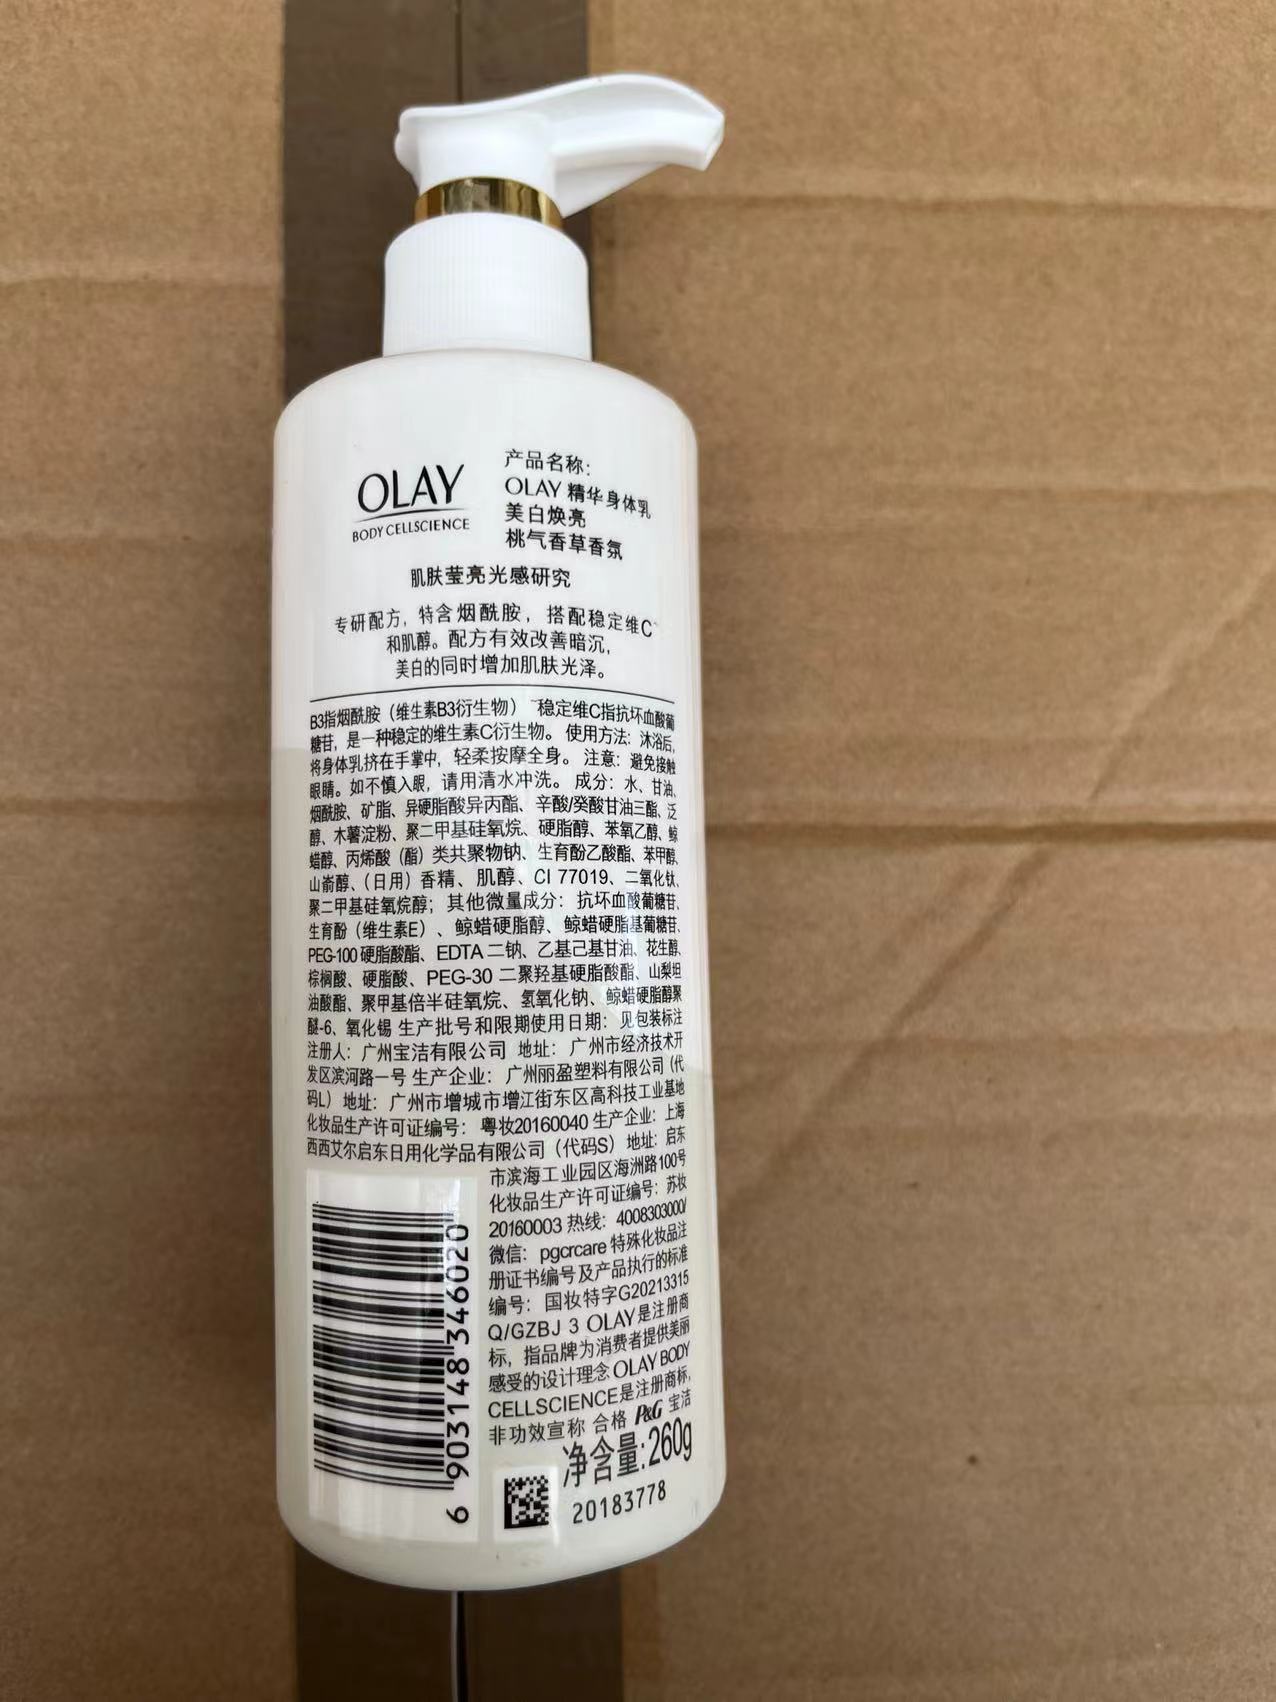 OLAY
BODY CELLSCIENCE
产品名称：
OLAY 精华身体乳
美白焕亮
桃气香草香氛
肌肤莹亮光感研究
专研配方，特含烟酰胺，搭配稳定维C~
和肌醇。配方有效改善暗沉，
美白的同时增加肌肤光泽。
B3指烟酰胺（维生素B3衍生物） ~稳定维C指抗坏血酸葡
糖苷，是一种稳定的维生素C衍生物。 使用方法：沐浴后，
将身体乳挤在手掌中，轻柔按摩全身。 注意：避免接触
眼睛。如不慎入眼，请用清水冲洗。 成分：水、甘油、
烟酰胺、矿脂、异硬脂酸异丙酯、辛酸/癸酸甘油三酯、泛
醇、木薯淀粉、聚二甲基硅氧烷、硬脂醇、苯氧乙醇、鲸
蜡醇、丙烯酸（酯）类共聚物钠、生育酚乙酸酯、苯甲醇、
山嵛醇、（日用）香精、肌醇、CI 77019、二氧化钛、
聚二甲基硅氧烷醇；其他微量成分：抗坏血酸葡糖苷、
生育酚（维生素E）、鲸蜡硬脂醇、鲸蜡硬脂基葡糖苷、
PEG-100 硬脂酸酯、EDTA 二钠、乙基己基甘油、花生醇、
棕榈酸、硬脂酸、PEG-30 二聚羟基硬脂酸酯、山梨坦
油酸酯、聚甲基倍半硅氧烷、氢氧化钠、鲸蜡硬脂醇聚
醚-6、氧化锡 生产批号和限期使用日期：见包装标注
注册人：广州宝洁有限公司 地址：广州市经济技术开
发区滨河路一号 生产企业：广州丽盈塑料有限公司（代
码L）地址：广州市增城市增江街东区高科技工业基地
化妆品生产许可证编号：粤妆20160040 生产企业：上海
西西艾尔启东日用化学品有限公司（代码S）地址：启东
市滨海工业园区海洲路100号
化妆品生产许可证编号：苏妆
20160003 热线：4008303000/
微信：pgcrcare 特殊化妆品注
册证书编号及产品执行的标准
编号：国妆特字G20213315
Q/GZBJ 3 OLAY是注册商
标，指品牌为消费者提供美丽
感受的设计理念 OLAY BODY
CELLSCIENCE是注册商标，
非功效宣称 合格 P&G 宝洁
净含量:260g
20183778
6 903148 346020